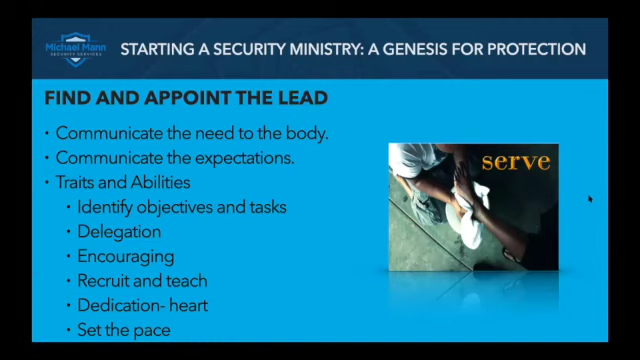 Michael Mann
SECURITY SERVICES
STARTING A SECURITY MINISTRY: A GENESIS FOR PROTECTION
FIND AND APPOINT THE LEAD
• Communicate the need to the body.
• Communicate the expectations.
• Traits and Abilities
• Identify objectives and tasks
• Delegation
• Encouraging
• Recruit and teach
• Dedication- heart
• Set the pace
serve